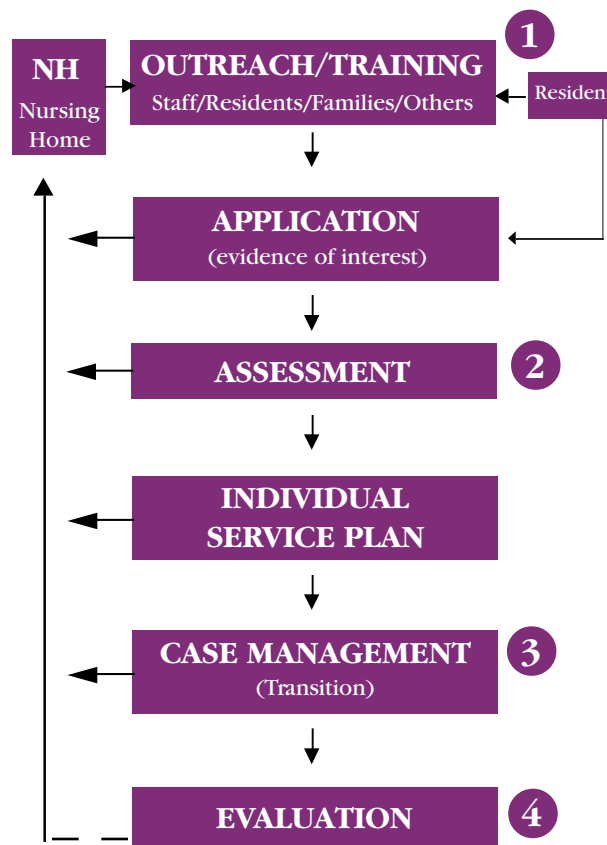 NH
Nursing
Home
1
OUTREACH/TRAINING
Staff/Residents/Families/Others
Resident
APPLICATION
(evidence of interest)
ASSESSMENT
2
INDIVIDUAL
SERVICE PLAN
CASE MANAGEMENT
(Transition)
3
EVALUATION
4